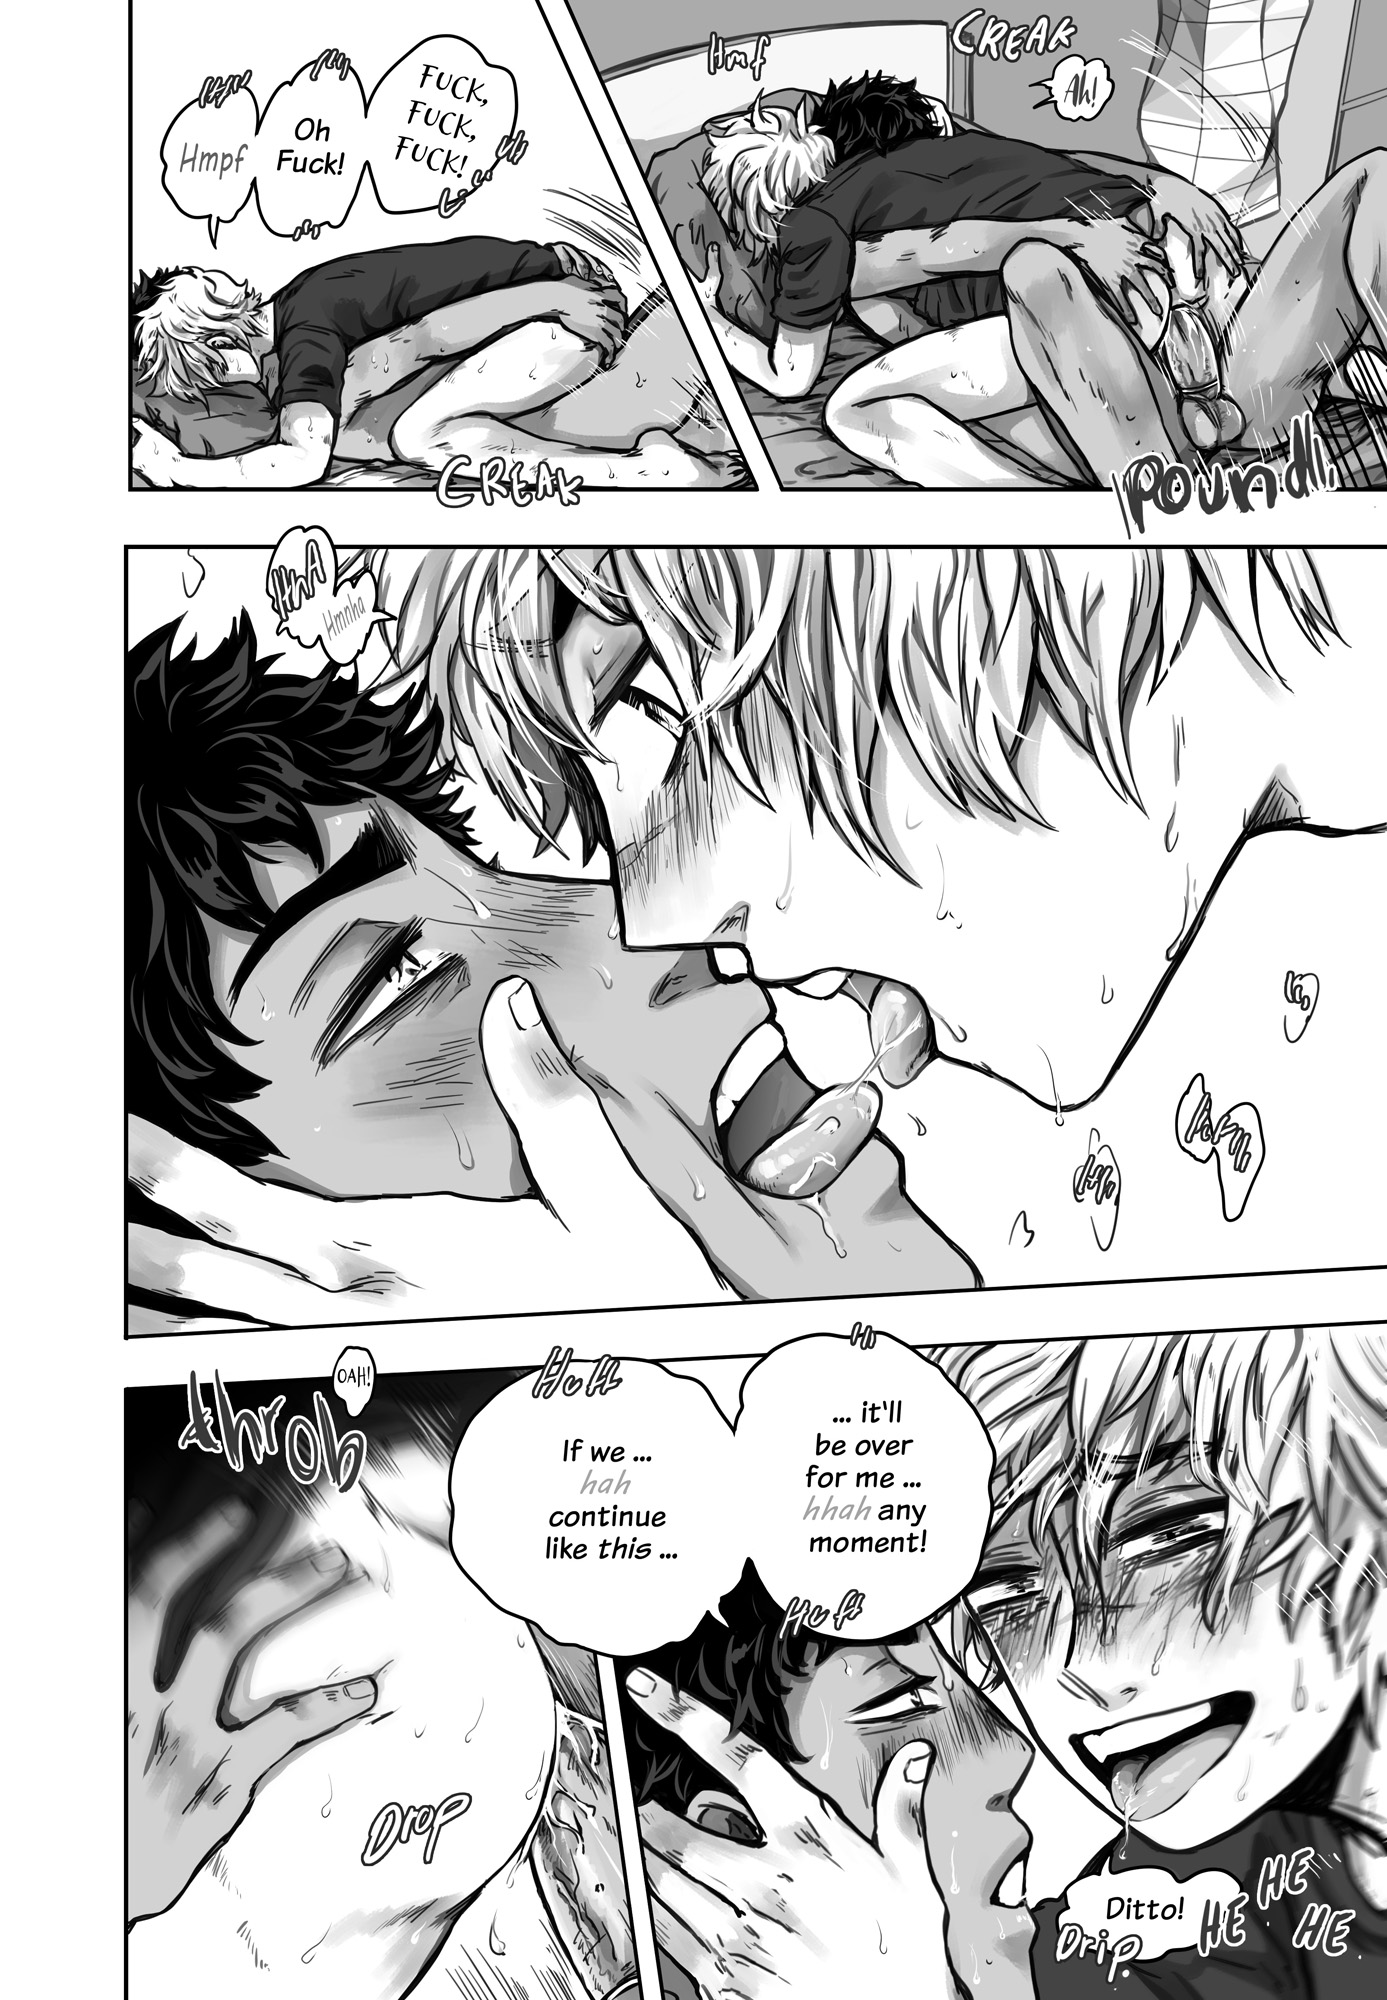 Hmpf
Oh
Fuck!
FUCK,
FUCK,
FUCK!
CREAK
Hmf
CREAK
Ah!
Pound
HhA
Hmnha
throb
OAH!
Drop
Huff
If we ...
hah
continue
like this ...
... it'll
be over
for me ...
hhah any
moment!
Huff
Ditto!
Drip
HE
HE
HE